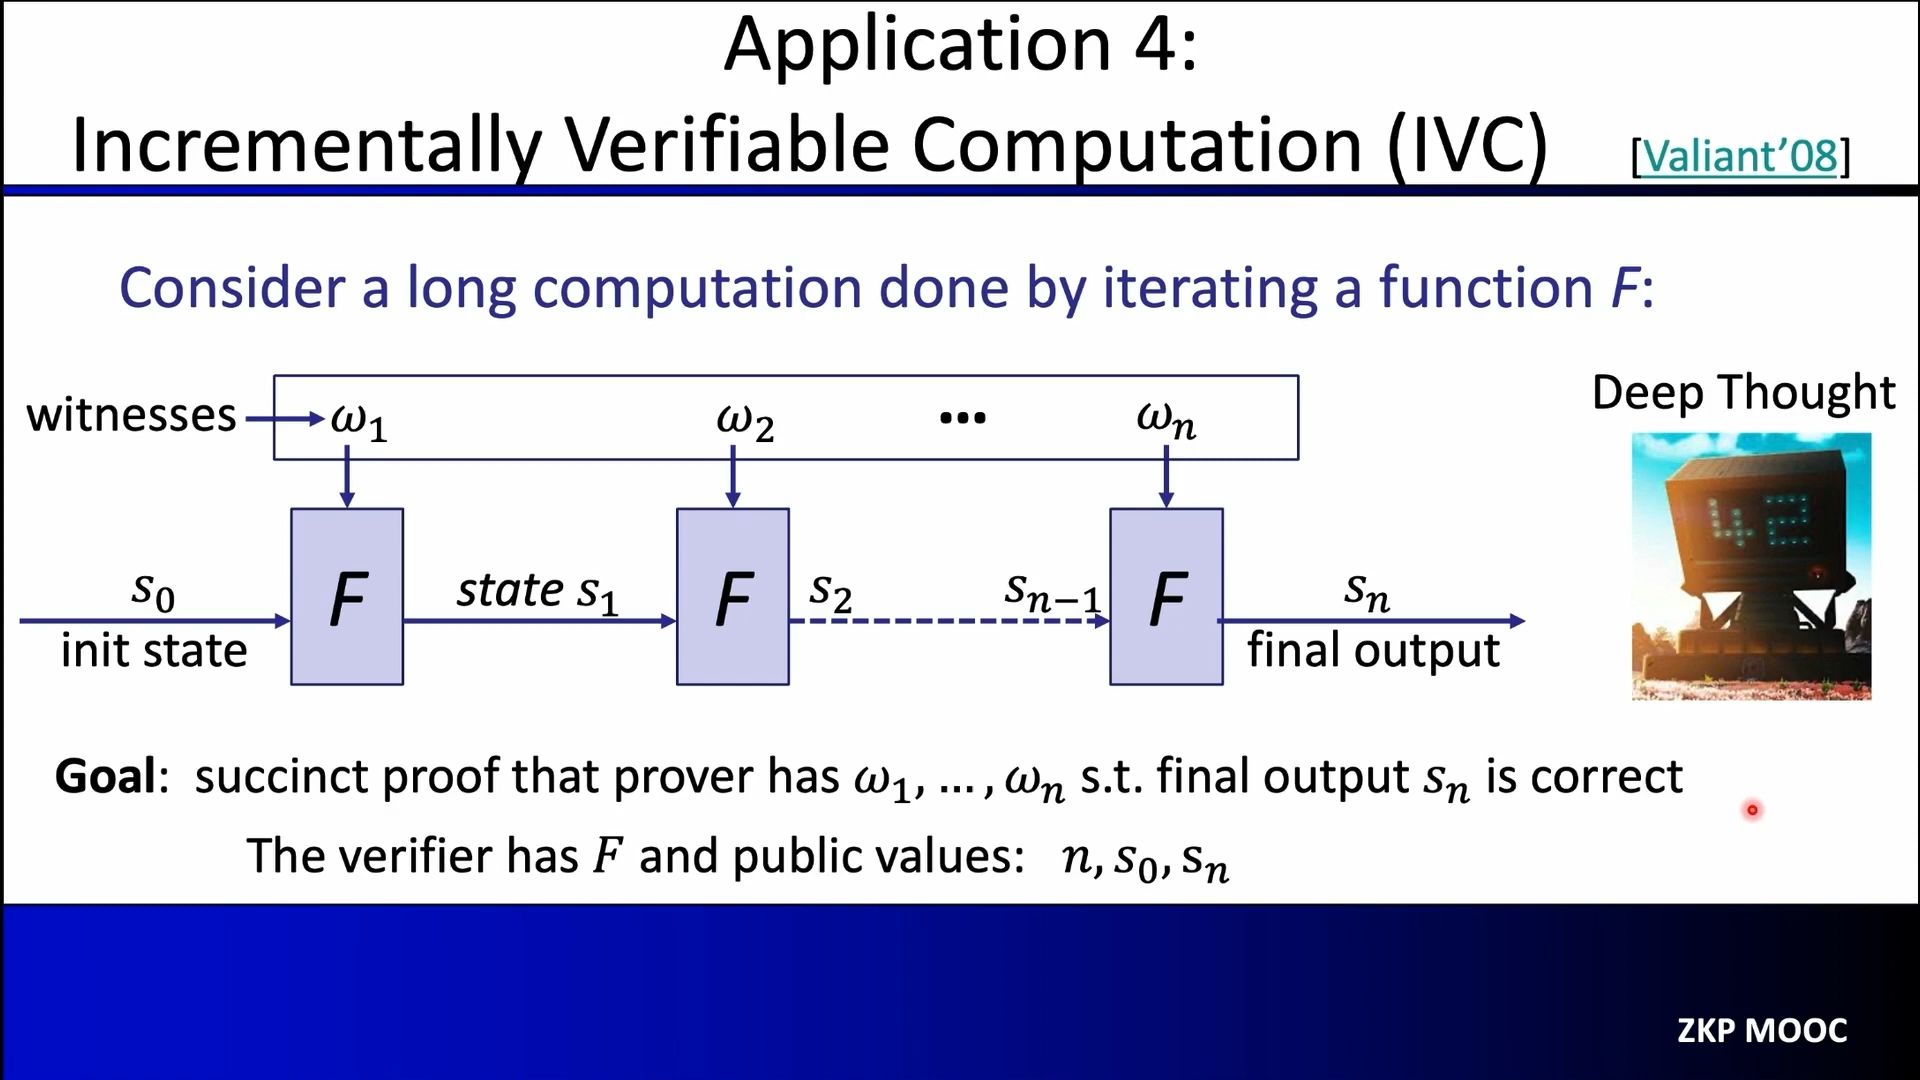 Application 4:
Incrementally Verifiable Computation (IVC) [Valiant’08]
Consider a long computation done by iterating a function F:
witnesses ω₁ ω₂ ••• ωₙ
Deep Thought
42
s₀ F state s₁ F s₂ sₙ₋₁ F sₙ
init state final output
Goal: succinct proof that prover has ω₁, … , ωₙ s.t. final output sₙ is correct
The verifier has F and public values: n, s₀, sₙ
ZKP MOOC